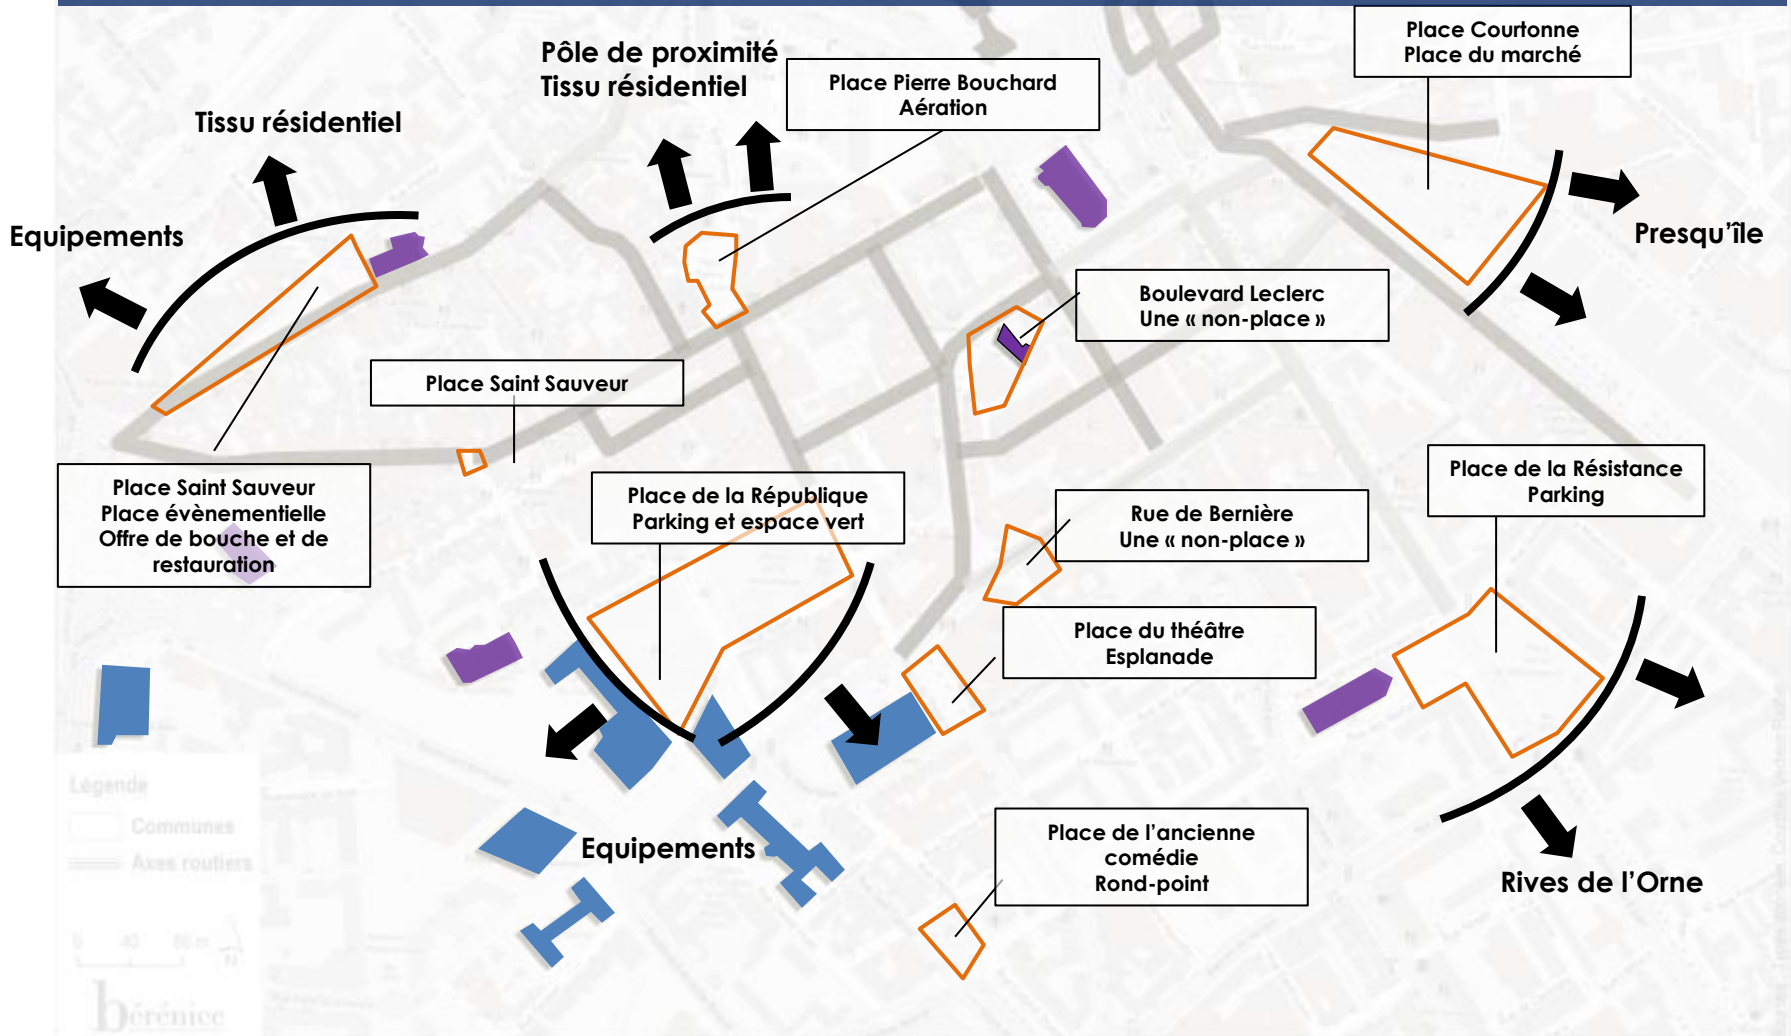 Place Courtonne
Place du marché
Pôle de proximité
Tissu résidentiel
Place Pierre Bouchard
Aération
Tissu résidentiel
Equipements
Presqu’île
Boulevard Leclerc
Une « non-place »
Place Saint Sauveur
Place Saint Sauveur
Place évènementielle
Offre de bouche et de
restauration
Place de la République
Parking et espace vert
Place de la Résistance
Parking
Rue de Bernière
Une « non-place »
Place du théâtre
Esplanade
Légende
Communes
Axes routiers
Equipements
Place de l’ancienne
comédie
Rond-point
Rives de l’Orne
0 40 80 m
N
bérénice